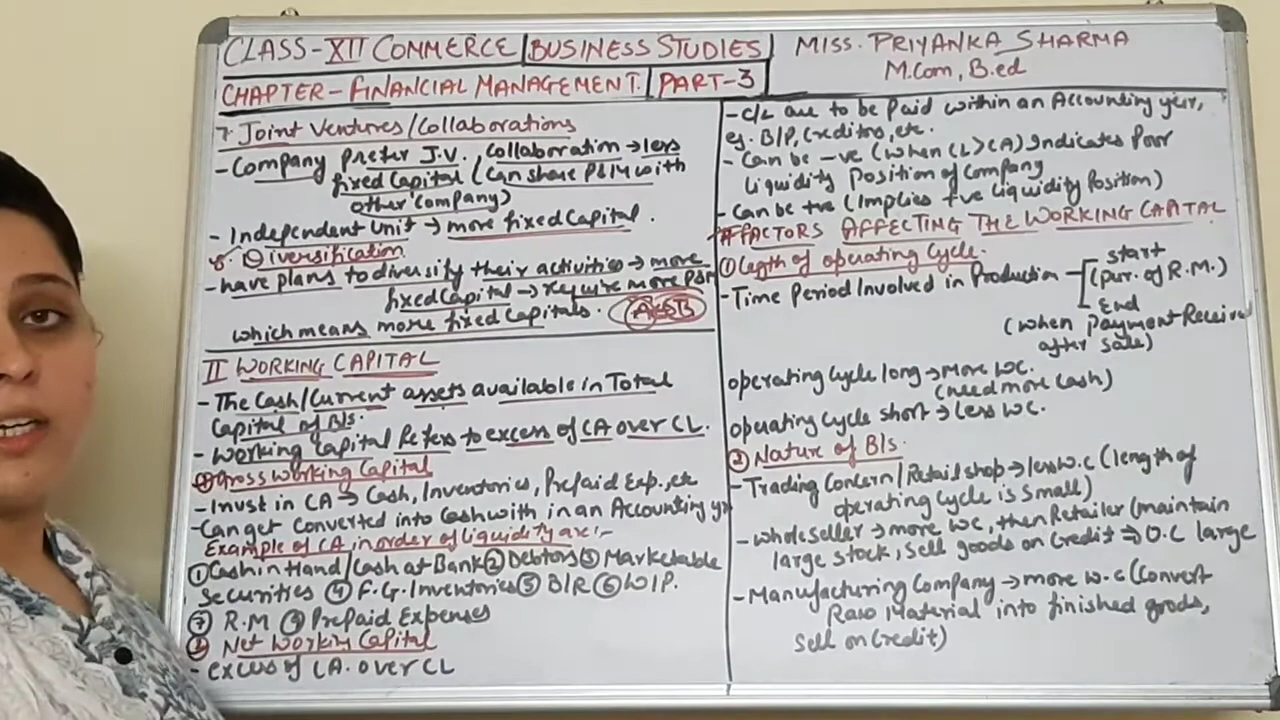 CLASS-XII COMMERCE BUSINESS STUDIES
CHAPTER-FINANCIAL MANAGEMENT. PART-3
MISS. PRIYANKA SHARMA
M.Com, B.ed
7. Joint Ventures/Collaborations
- Company Prefer J.V. Collaboration → less
fixed Capital (Can share P&M with
other Company)
- Independent Unit → more fixed Capital.
8. Diversification
- have plans to diversify their activities → more
fixed Capital → require more P&M
which means more fixed Capitals.
II WORKING CAPITAL
- The Cash/Current assets available in Total
Capital of B/s.
- Working Capital Refers to excess of CA over CL.
Gross Working Capital
- Invest in CA → Cash, Inventories, Prepaid Exp., etc
- Can get converted into Cash with in an Accounting yr
Example of CA in order of liquidity are:-
① Cash in Hand/Cash at Bank ② Debtors ③ Marketable
Securities ④ F.G. Inventories ⑤ B/R ⑥ WIP.
⑦ R.M ⑧ Prepaid Expenses
② Net Working Capital
- excess of CA. over CL
- C/L are to be paid within an Accounting year,
eg. B/P, Creditors, etc.
- Can be -ve (when CL>CA) Indicates Poor
liquidity Position of Company
- Can be +ve (Implies +ve liquidity Position)
# FACTORS AFFECTING THE WORKING CAPITAL
① Length of operating Cycle.
- Time Period Involved in Production
start
(Pur. of R.M.)
End
(when Payment Received
after sale)
operating Cycle long → More WC.
(need more Cash)
operating Cycle short → Less WC.
② Nature of B/s.
- Trading Concern/Retail shop → less W.C (length of
operating Cycle is small)
- wholeseller → more WC, then Retailer (maintain
large stock, sell goods on Credit ⇒ O.C large
- Manufacturing Company → more W.C (Convert
Raw Material into finished goods,
sell on Credit)